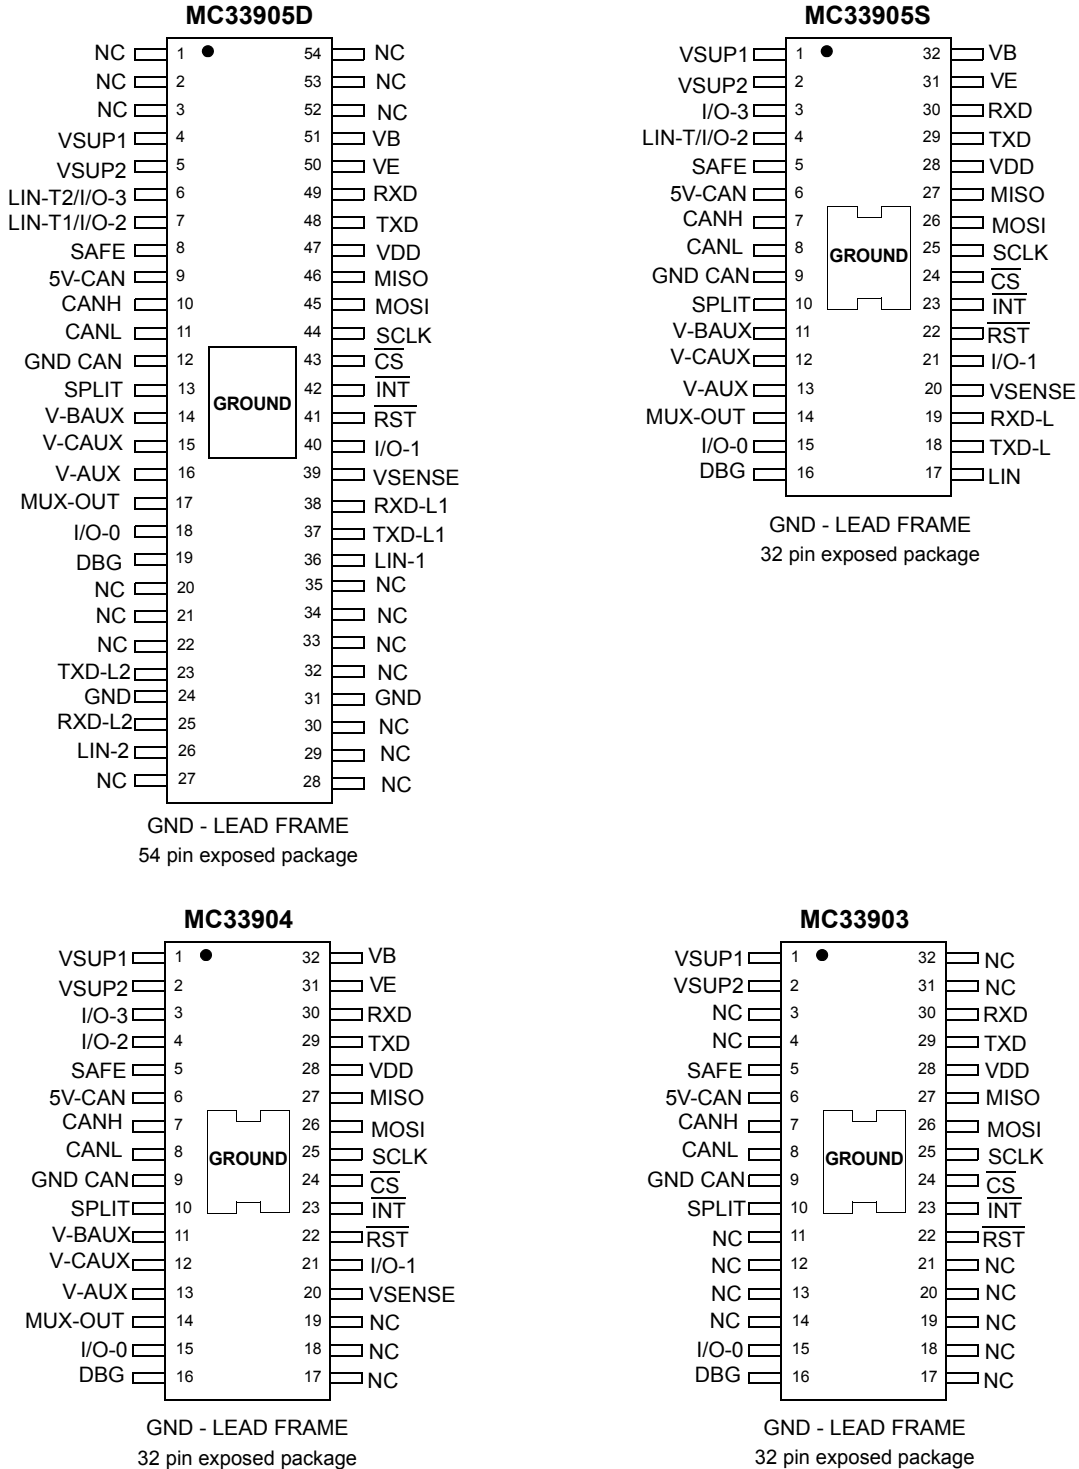 MC33905D
NC 1 54 NC
NC 2 53 NC
NC 3 52 NC
VSUP1 4 51 VB
VSUP2 5 50 VE
LIN-T2/I/O-3 6 49 RXD
LIN-T1/I/O-2 7 48 TXD
SAFE 8 47 VDD
5V-CAN 9 46 MISO
CANH 10 45 MOSI
CANL 11 44 SCLK
GND CAN 12 43 C̅S̅
SPLIT 13 42 I̅N̅T̅
V-BAUX 14 41 R̅S̅T̅
V-CAUX 15 40 I/O-1
V-AUX 16 39 VSENSE
MUX-OUT 17 38 RXD-L1
I/O-0 18 37 TXD-L1
DBG 19 36 LIN-1
NC 20 35 NC
NC 21 34 NC
NC 22 33 NC
TXD-L2 23 32 NC
GND 24 31 GND
RXD-L2 25 30 NC
LIN-2 26 29 NC
NC 27 28 NC
GROUND
GND - LEAD FRAME
54 pin exposed package
MC33905S
VSUP1 1 32 VB
VSUP2 2 31 VE
I/O-3 3 30 RXD
LIN-T/I/O-2 4 29 TXD
SAFE 5 28 VDD
5V-CAN 6 27 MISO
CANH 7 26 MOSI
CANL 8 25 SCLK
GND CAN 9 24 C̅S̅
SPLIT 10 23 I̅N̅T̅
V-BAUX 11 22 R̅S̅T̅
V-CAUX 12 21 I/O-1
V-AUX 13 20 VSENSE
MUX-OUT 14 19 RXD-L
I/O-0 15 18 TXD-L
DBG 16 17 LIN
GROUND
GND - LEAD FRAME
32 pin exposed package
MC33904
VSUP1 1 32 VB
VSUP2 2 31 VE
I/O-3 3 30 RXD
I/O-2 4 29 TXD
SAFE 5 28 VDD
5V-CAN 6 27 MISO
CANH 7 26 MOSI
CANL 8 25 SCLK
GND CAN 9 24 C̅S̅
SPLIT 10 23 I̅N̅T̅
V-BAUX 11 22 R̅S̅T̅
V-CAUX 12 21 I/O-1
V-AUX 13 20 VSENSE
MUX-OUT 14 19 NC
I/O-0 15 18 NC
DBG 16 17 NC
GROUND
GND - LEAD FRAME
32 pin exposed package
MC33903
VSUP1 1 32 NC
VSUP2 2 31 NC
NC 3 30 RXD
NC 4 29 TXD
SAFE 5 28 VDD
5V-CAN 6 27 MISO
CANH 7 26 MOSI
CANL 8 25 SCLK
GND CAN 9 24 C̅S̅
SPLIT 10 23 I̅N̅T̅
NC 11 22 R̅S̅T̅
NC 12 21 NC
NC 13 20 NC
NC 14 19 NC
I/O-0 15 18 NC
DBG 16 17 NC
GROUND
GND - LEAD FRAME
32 pin exposed package